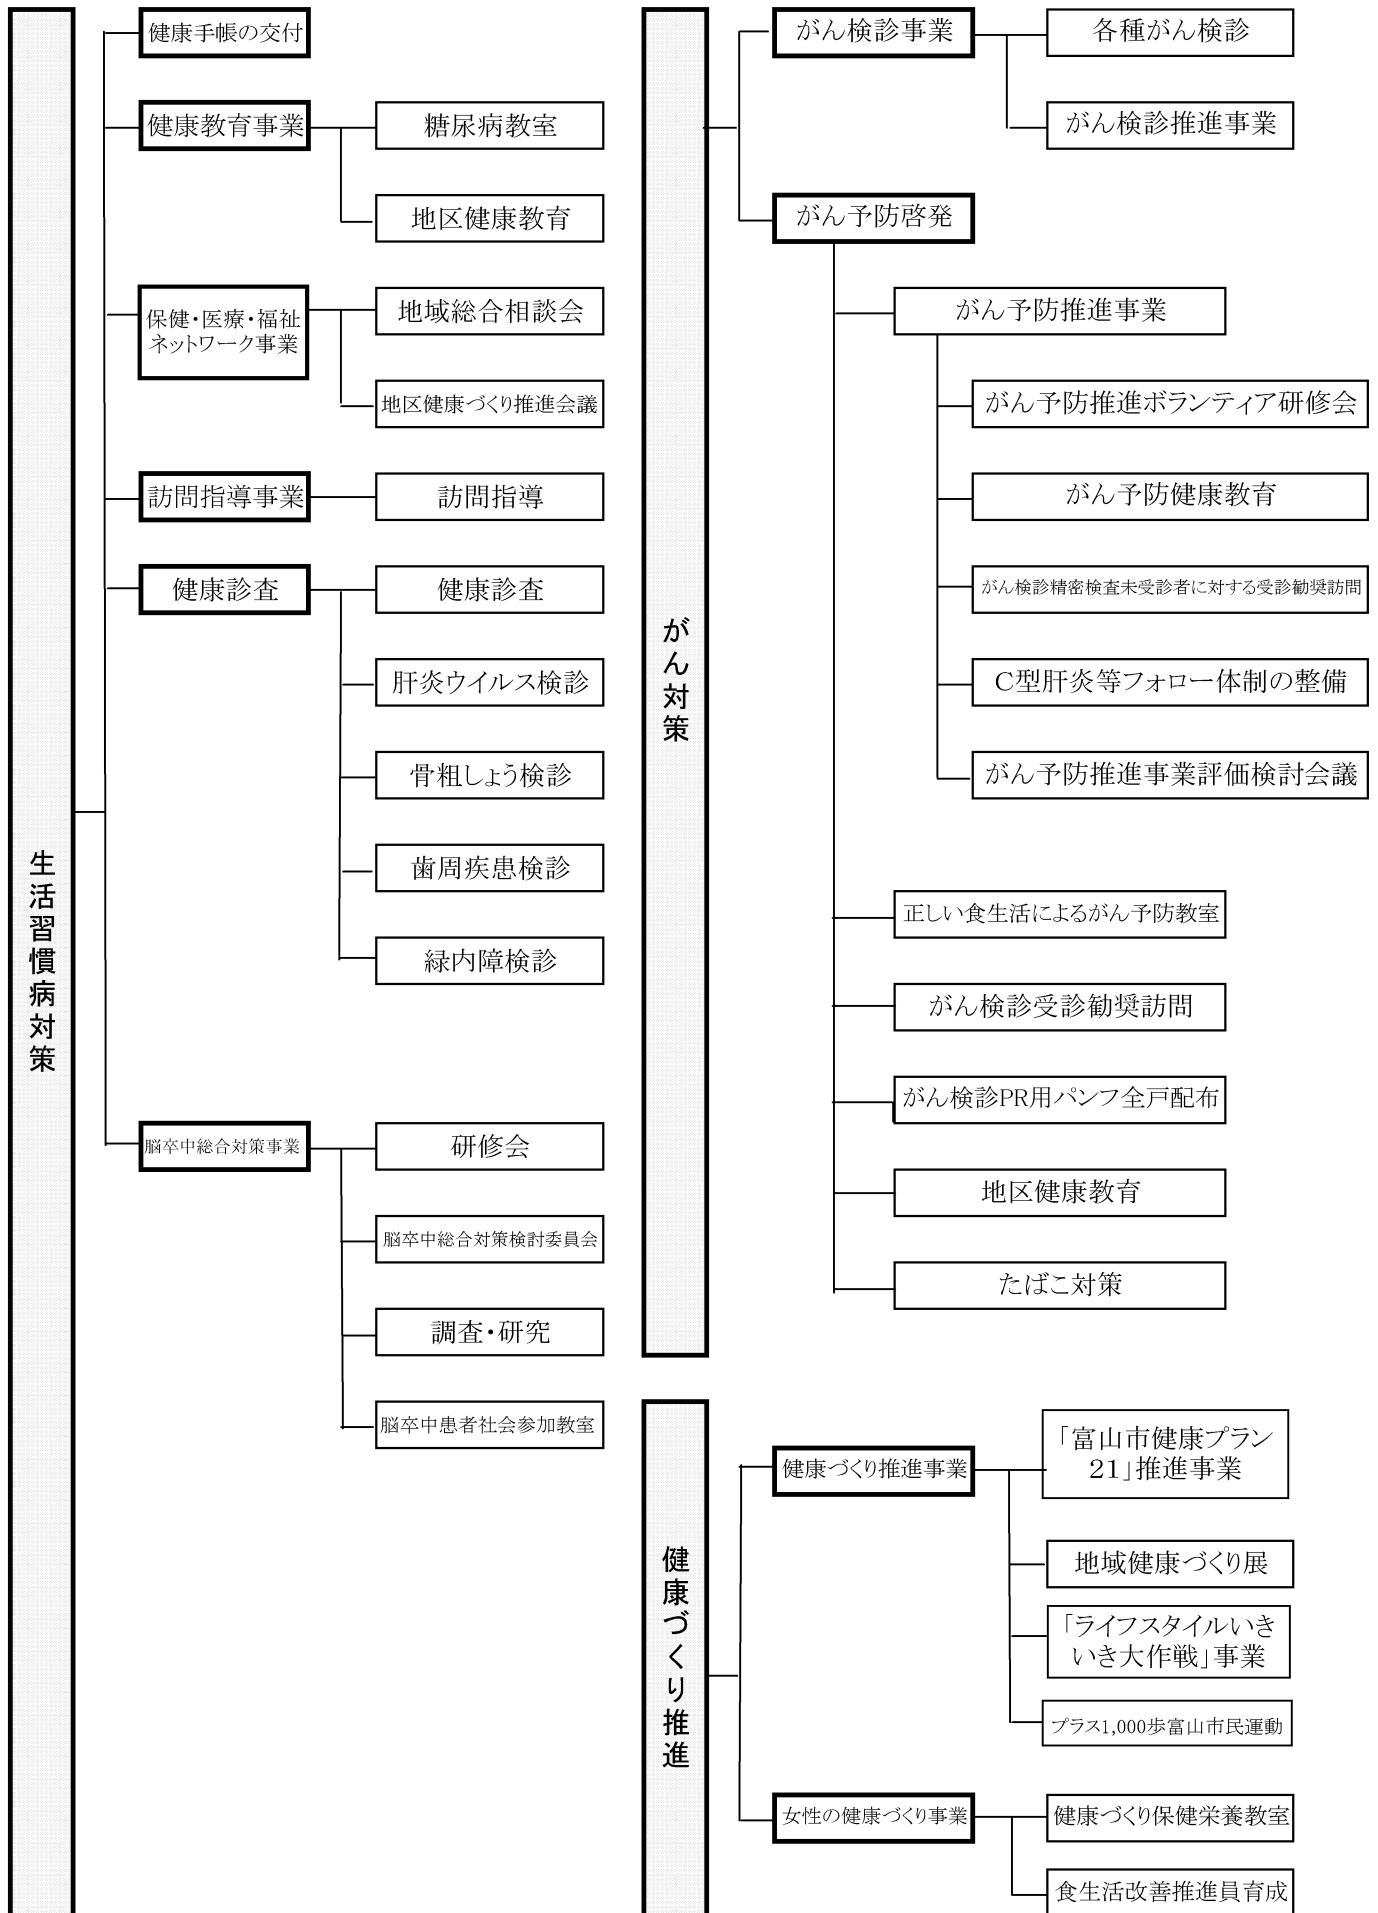 生活習慣病対策
健康手帳の交付
健康教育事業
糖尿病教室
地区健康教育
保健・医療・福祉
ネットワーク事業
地域総合相談会
地区健康づくり推進会議
訪問指導事業
訪問指導
健康診査
健康診査
肝炎ウイルス検診
骨粗しょう検診
歯周疾患検診
緑内障検診
脳卒中総合対策事業
研修会
脳卒中総合対策検討委員会
調査・研究
脳卒中患者社会参加教室
がん対策
がん検診事業
各種がん検診
がん検診推進事業
がん予防啓発
がん予防推進事業
がん予防推進ボランティア研修会
がん予防健康教育
がん検診精密検査未受診者に対する受診勧奨訪問
C型肝炎等フォロー体制の整備
がん予防推進事業評価検討会議
正しい食生活によるがん予防教室
がん検診受診勧奨訪問
がん検診PR用パンフ全戸配布
地区健康教育
たばこ対策
健康づくり推進
健康づくり推進事業
「富山市健康プラン
21」推進事業
地域健康づくり展
「ライフスタイルいき
いき大作戦」事業
プラス1,000歩富山市民運動
女性の健康づくり事業
健康づくり保健栄養教室
食生活改善推進員育成